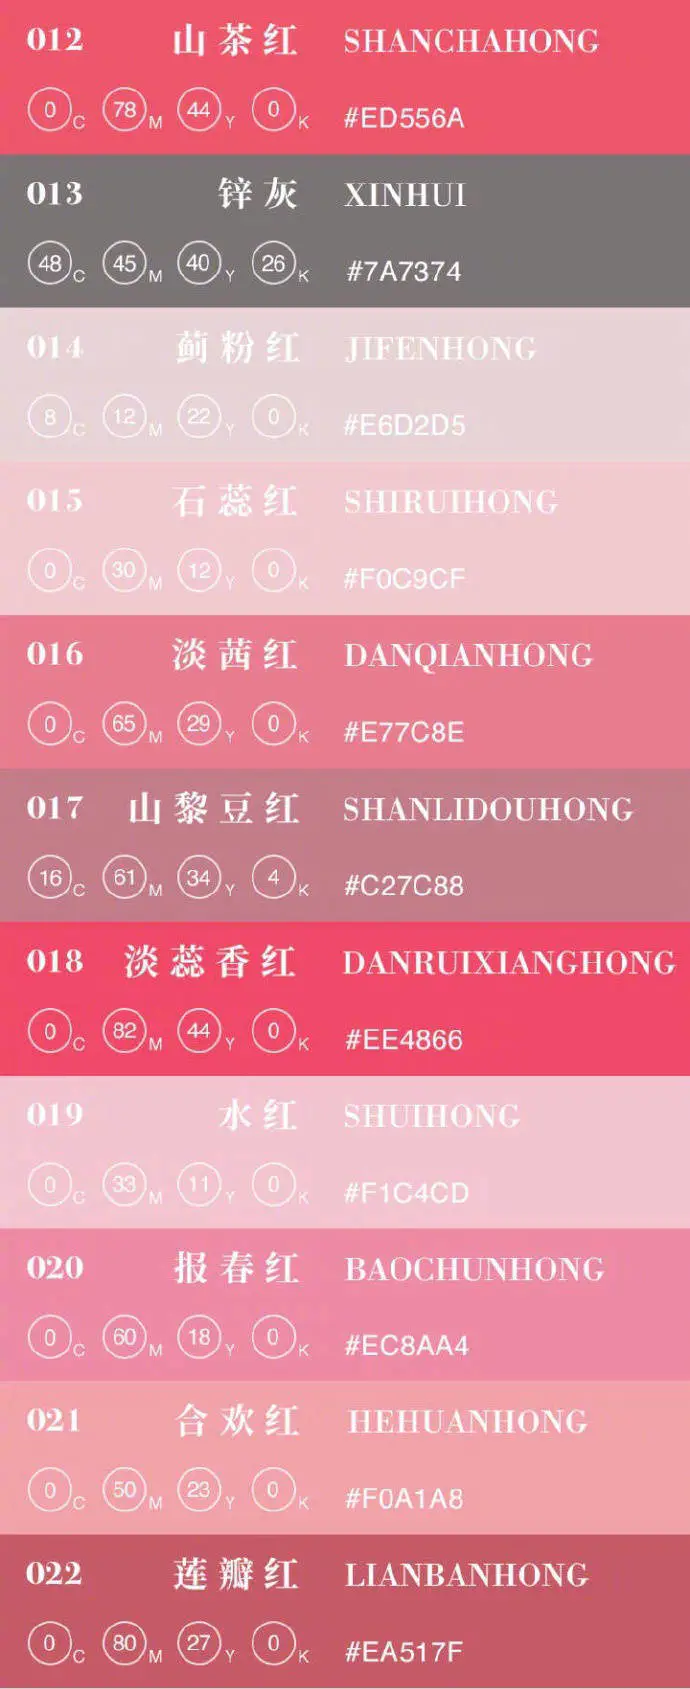 012 山茶红 SHANCHAHONG
0 C 78 M 44 Y 0 K #ED556A
013 锌灰 XINHUI
48 C 45 M 40 Y 26 K #7A7374
014 蓟粉红 JIFENHONG
8 C 12 M 22 Y 0 K #E6D2D5
015 石蕊红 SHIRUIHONG
0 C 30 M 12 Y 0 K #F0C9CF
016 淡茜红 DANQIANHONG
0 C 65 M 29 Y 0 K #E77C8E
017 山黎豆红 SHANLIDOUHONG
16 C 61 M 34 Y 4 K #C27C88
018 淡蕊香红 DANRUIXIANGHONG
0 C 82 M 44 Y 0 K #EE4866
019 水红 SHUIHONG
0 C 33 M 11 Y 0 K #F1C4CD
020 报春红 BAOCHUNHONG
0 C 60 M 18 Y 0 K #EC8AA4
021 合欢红 HEHUANHONG
0 C 50 M 23 Y 0 K #F0A1A8
022 莲瓣红 LIANBANHONG
0 C 80 M 27 Y 0 K #EA517F